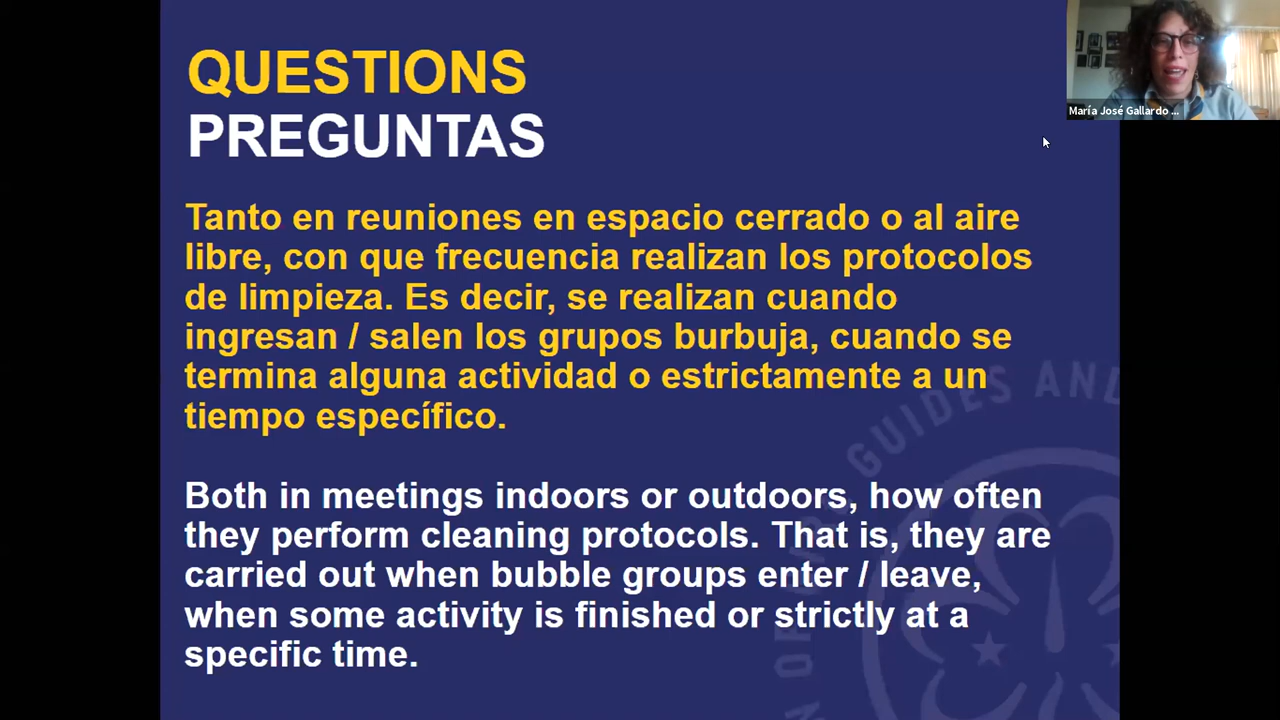 QUESTIONS
PREGUNTAS
María José Gallardo ...
Tanto en reuniones en espacio cerrado o al aire
libre, con que frecuencia realizan los protocolos
de limpieza. Es decir, se realizan cuando
ingresan / salen los grupos burbuja, cuando se
termina alguna actividad o estrictamente a un
tiempo específico.
Both in meetings indoors or outdoors, how often
they perform cleaning protocols. That is, they are
carried out when bubble groups enter / leave,
when some activity is finished or strictly at a
specific time.
GUIDES AND
N OF